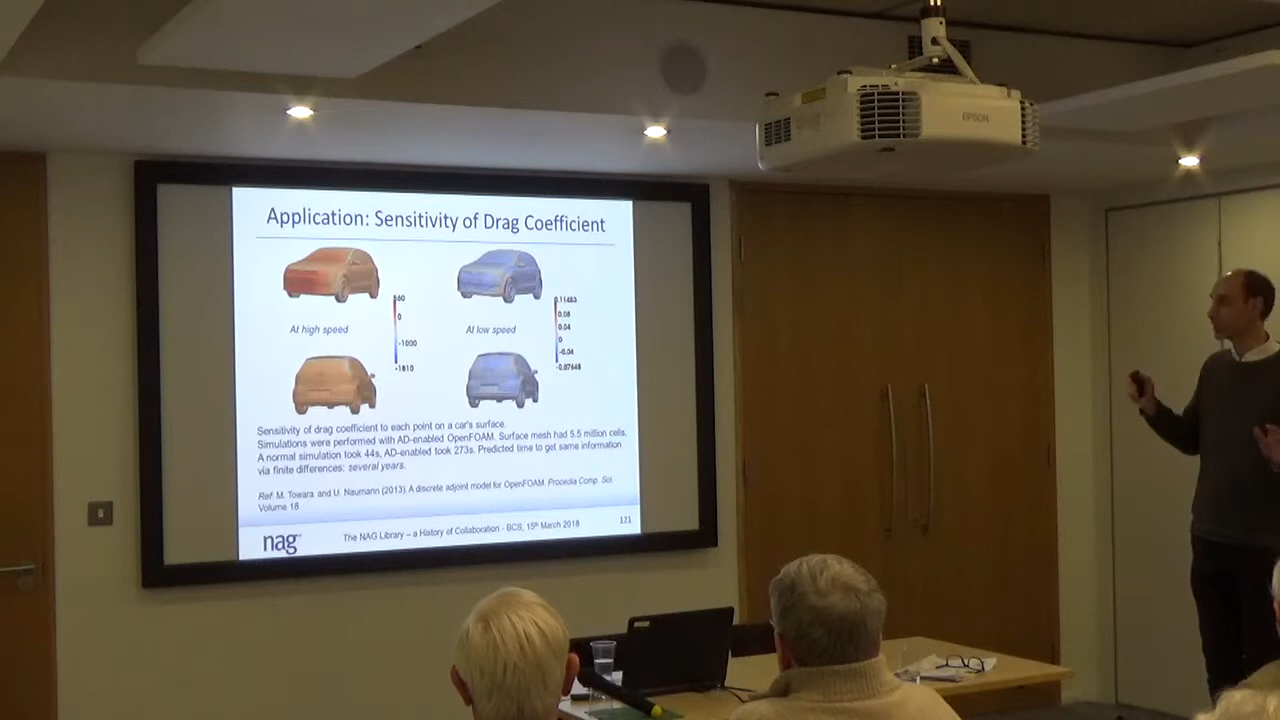 EPSON
Application: Sensitivity of Drag Coefficient
560
0
-1000
-1810
At high speed
0.11453
0.08
0.04
0
-0.04
-0.07648
At low speed
Sensitivity of drag coefficient to each point on a car's surface.
Simulations were performed with AD-enabled OpenFOAM. Surface mesh had 5.5 million cells.
A normal simulation took 44s, AD-enabled took 273s. Predicted time to get same information
via finite differences: several years.
Ref: M. Towara and U. Naumann (2013) A discrete adjoint model for OpenFOAM. Procedia Comp. Sci.
Volume 18
nag
The NAG Library – a History of Collaboration - BCS, 15th March 2018
121